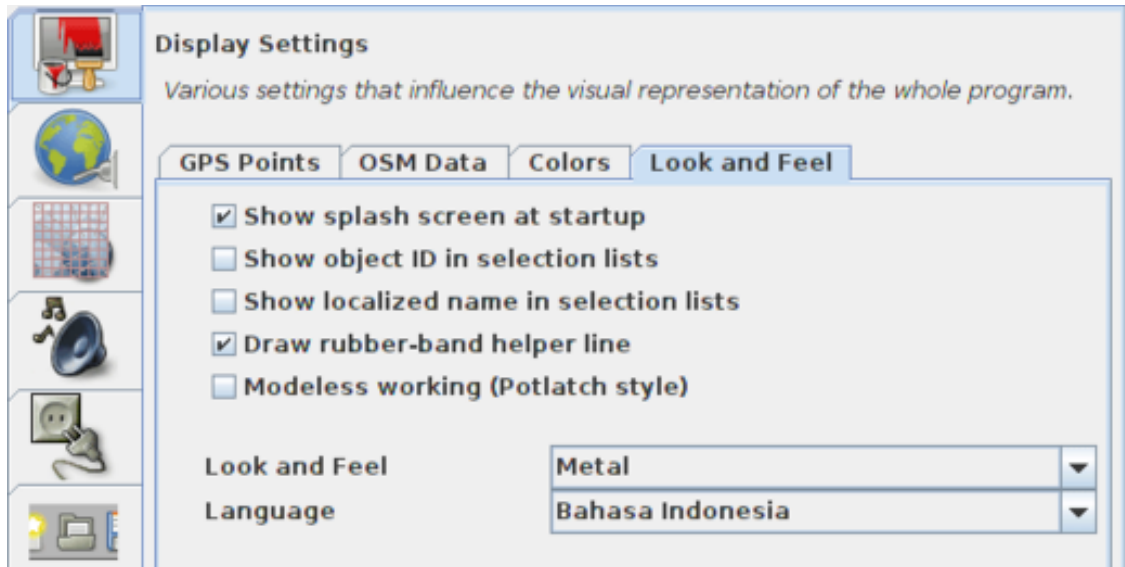 Display Settings
Various settings that influence the visual representation of the whole program.
GPS Points OSM Data Colors Look and Feel
Show splash screen at startup
Show object ID in selection lists
Show localized name in selection lists
Draw rubber-band helper line
Modeless working (Potlatch style)
Look and Feel Metal
Language Bahasa Indonesia